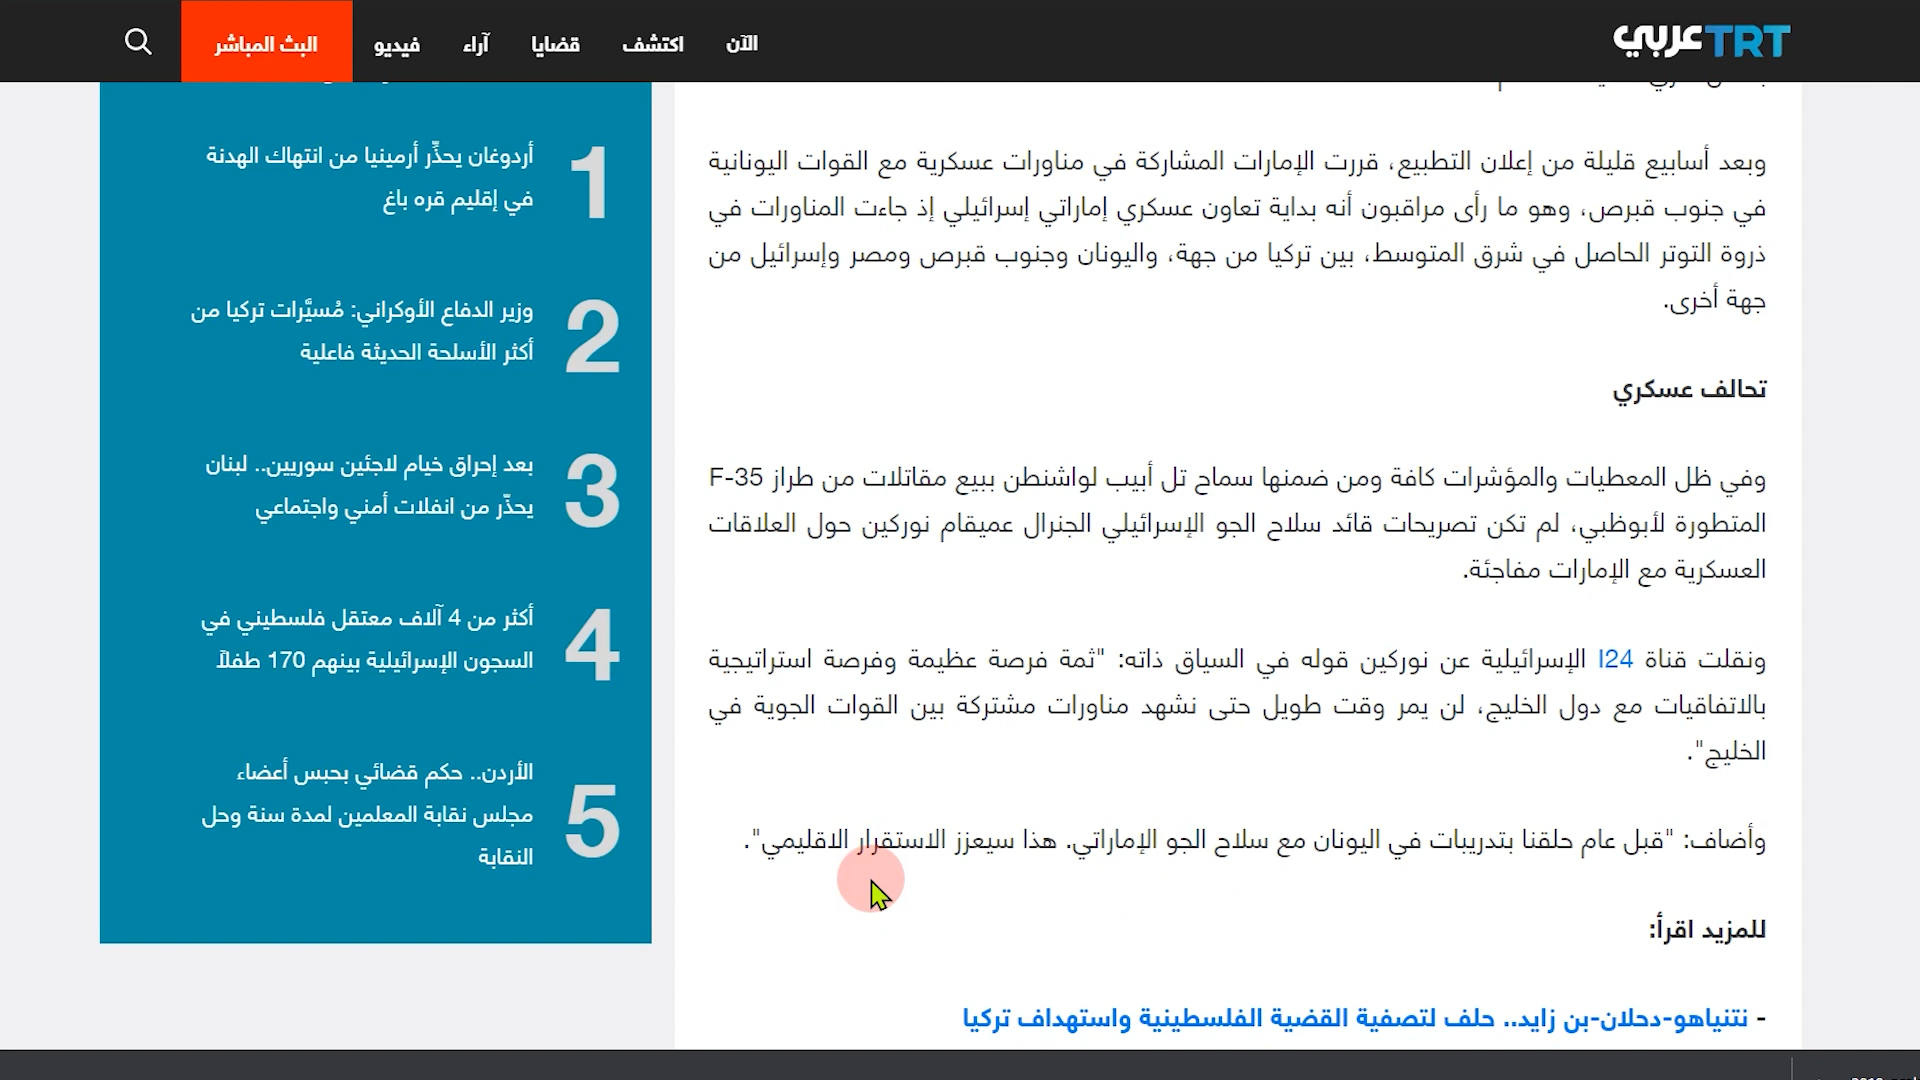 TRT عربي
الآن
اكتشف
قضايا
آراء
فيديو
البث المباشر
وبعد أسابيع قليلة من إعلان التطبيع، قررت الإمارات المشاركة في مناورات عسكرية مع القوات اليونانية
في جنوب قبرص، وهو ما رأى مراقبون أنه بداية تعاون عسكري إماراتي إسرائيلي إذ جاءت المناورات في
ذروة التوتر الحاصل في شرق المتوسط، بين تركيا من جهة، واليونان وجنوب قبرص ومصر وإسرائيل من
جهة أخرى.
تحالف عسكري
وفي ظل المعطيات والمؤشرات كافة ومن ضمنها سماح تل أبيب لواشنطن ببيع مقاتلات من طراز F-35
المتطورة لأبوظبي، لم تكن تصريحات قائد سلاح الجو الإسرائيلي الجنرال عميقام نوركين حول العلاقات
العسكرية مع الإمارات مفاجئة.
ونقلت قناة I24 الإسرائيلية عن نوركين قوله في السياق ذاته: "ثمة فرصة عظيمة وفرصة استراتيجية
بالاتفاقيات مع دول الخليج، لن يمر وقت طويل حتى نشهد مناورات مشتركة بين القوات الجوية في
الخليج".
وأضاف: "قبل عام حلقنا بتدريبات في اليونان مع سلاح الجو الإماراتي. هذا سيعزز الاستقرار الاقليمي".
للمزيد اقرأ:
- نتنياهو-دحلان-بن زايد.. حلف لتصفية القضية الفلسطينية واستهداف تركيا
1
أردوغان يحذِّر أرمينيا من انتهاك الهدنة
في إقليم قره باغ
2
وزير الدفاع الأوكراني: مُسيَّرات تركيا من
أكثر الأسلحة الحديثة فاعلية
3
بعد إحراق خيام لاجئين سوريين.. لبنان
يحذّر من انفلات أمني واجتماعي
4
أكثر من 4 آلاف معتقل فلسطيني في
السجون الإسرائيلية بينهم 170 طفلاً
5
الأردن.. حكم قضائي بحبس أعضاء
مجلس نقابة المعلمين لمدة سنة وحل
النقابة